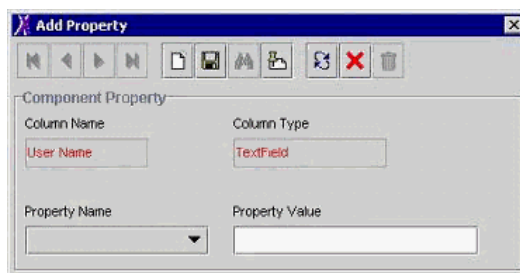 Add Property
Component Property
Column Name Column Type
User Name TextField
Property Name Property Value